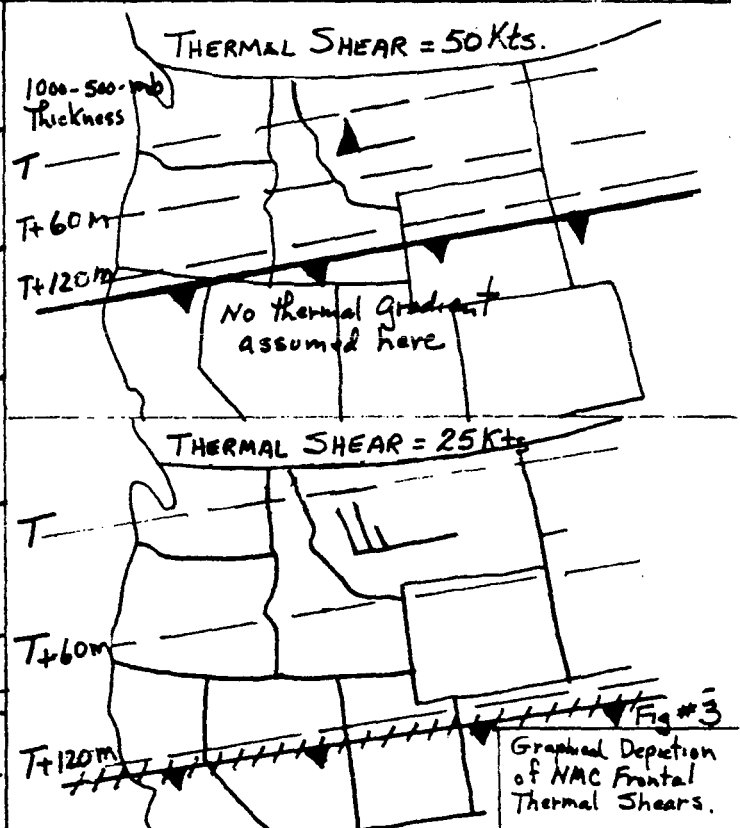 THERMAL SHEAR = 50 Kts.
1000-500-mb
Thickness
T
T+60m
T+120m
No thermal gradient
assumed here
THERMAL SHEAR = 25 Kts
T
T+60m
T+120m
Fig #3
Graphical Depiction
of NMC Frontal
Thermal Shears.